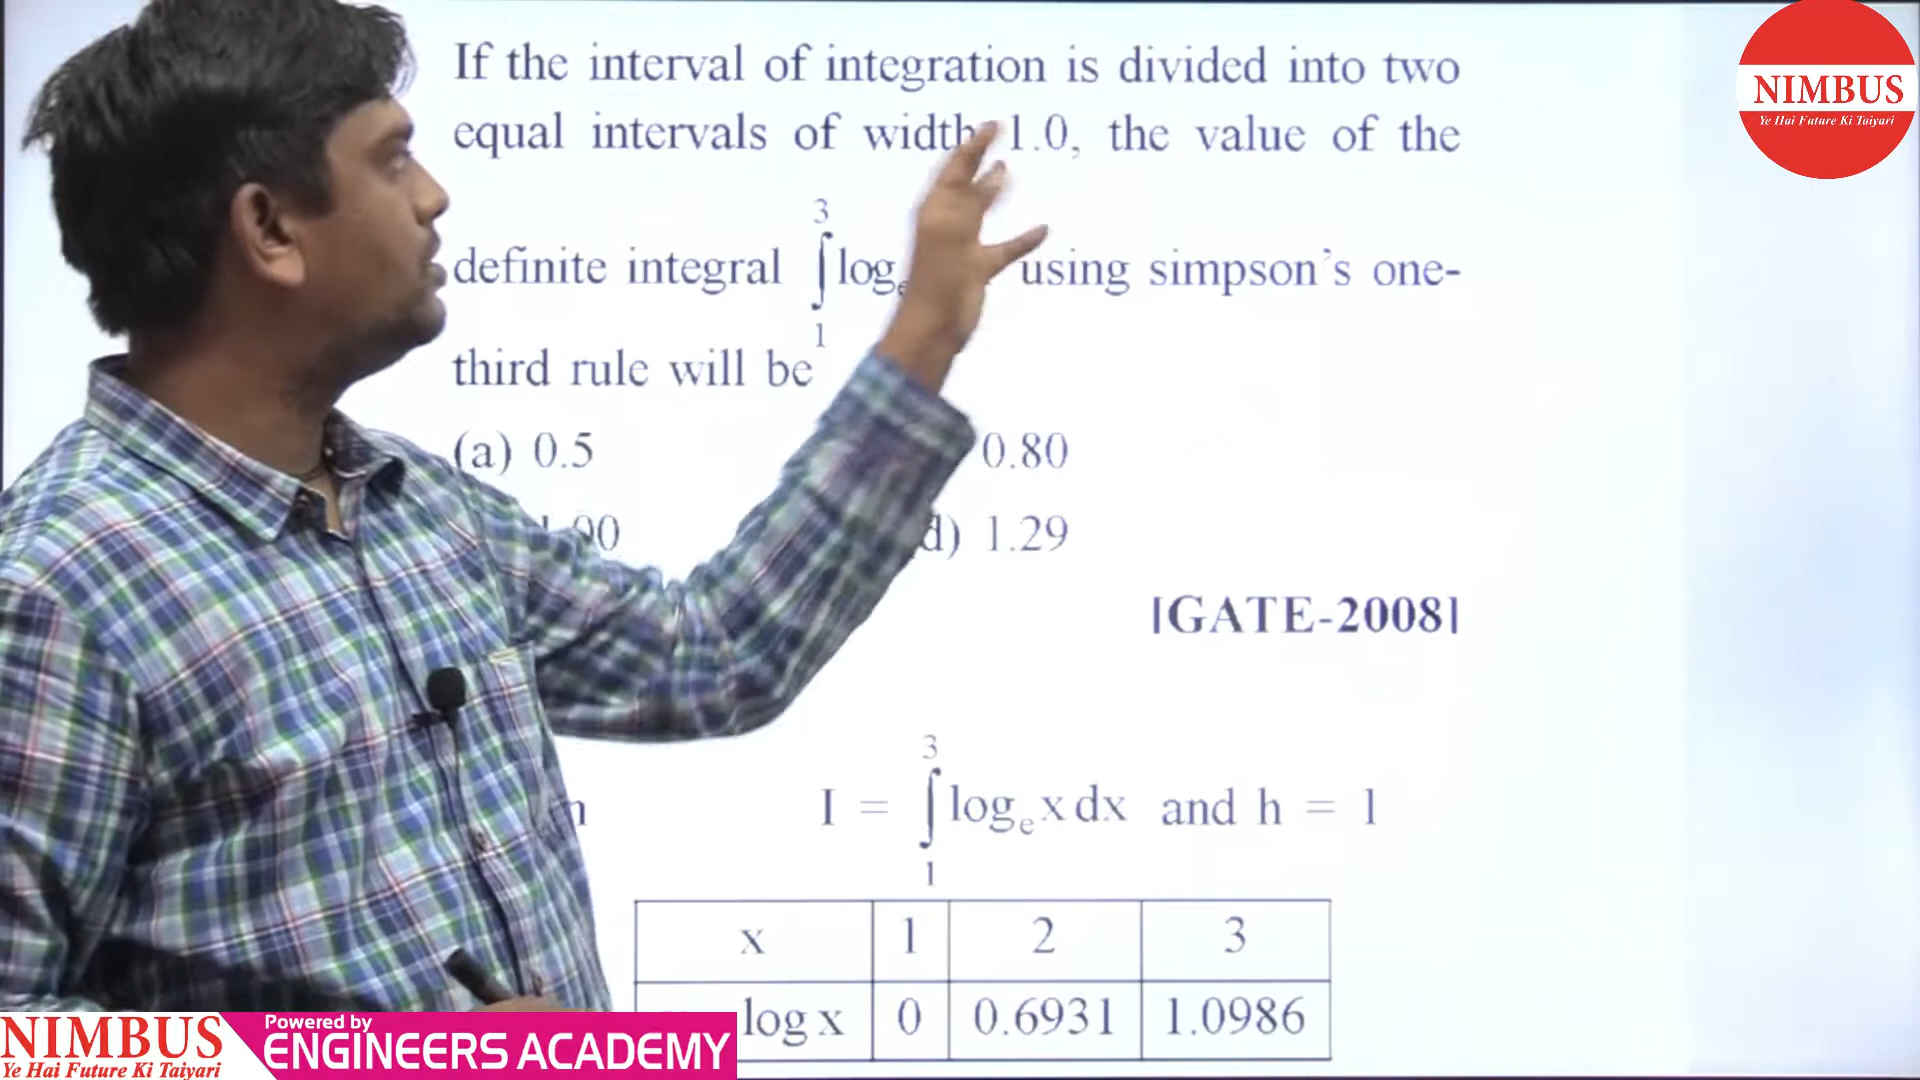 If the interval of integration is divided into two
equal intervals of width 1.0, the value of the
3
definite integral ∫ logₑ using simpson's one-
1
third rule will be
(a) 0.5 0.80
d) 1.29
[GATE-2008]
3
I = ∫ logₑ x dx and h = 1
1
x 1 2 3
log x 0 0.6931 1.0986
NIMBUS
Ye Hai Future Ki Taiyari
NIMBUS
Ye Hai Future Ki Taiyari
Powered by
ENGINEERS ACADEMY